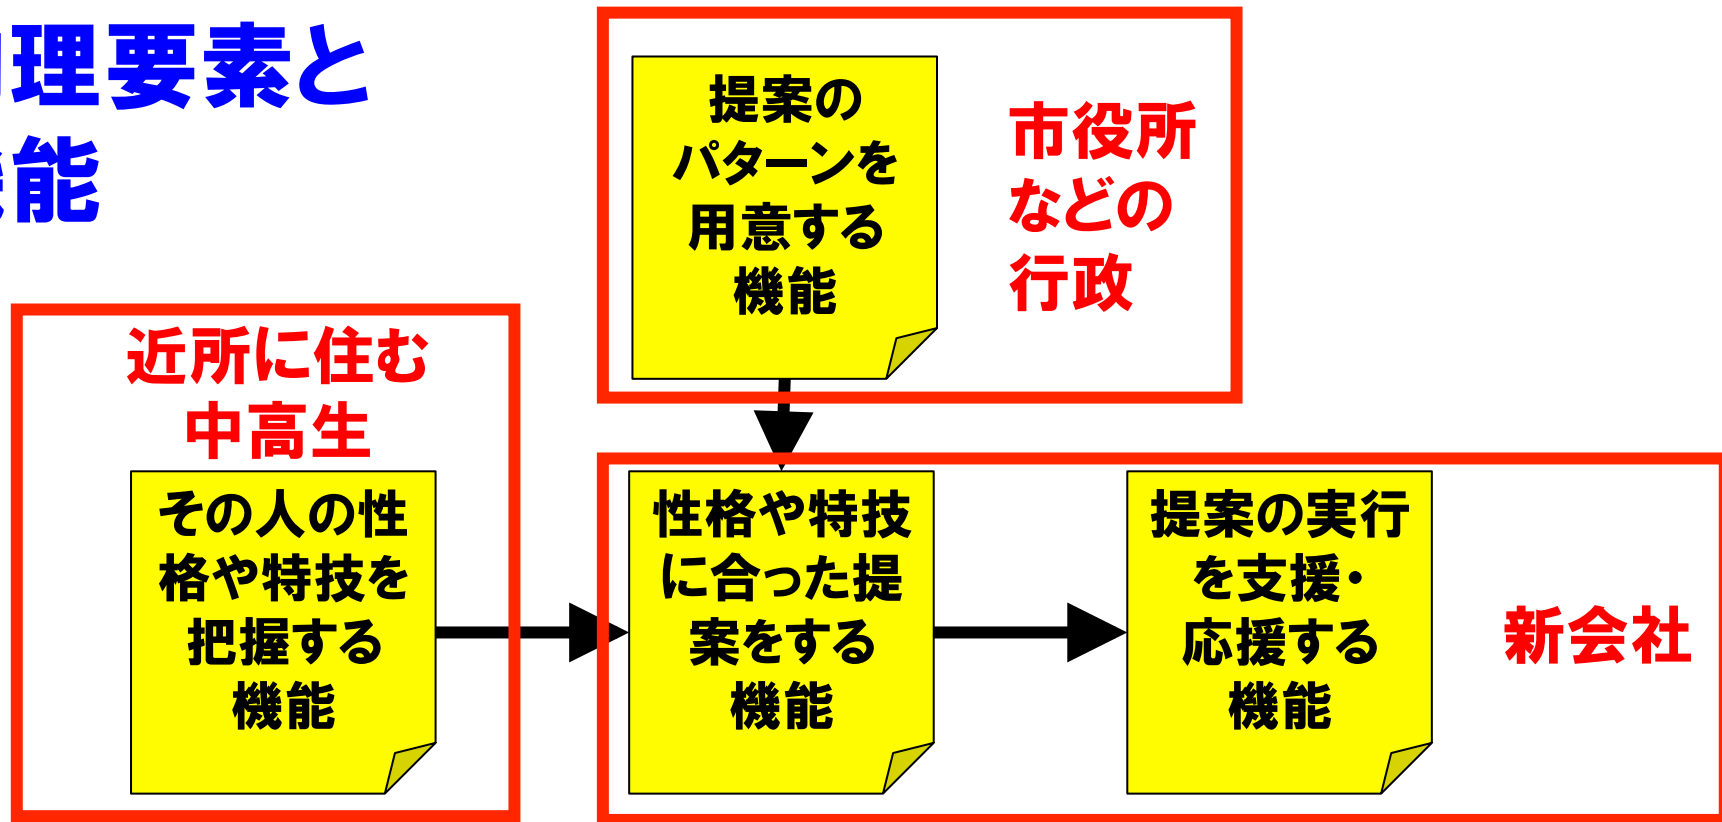 理要素と
能
提案の
パターンを
用意する
機能
市役所
などの
行政
近所に住む
中高生
その人の性
格や特技を
把握する
機能
性格や特技
に合った提
案をする
機能
提案の実行
を支援・
応援する
機能
新会社